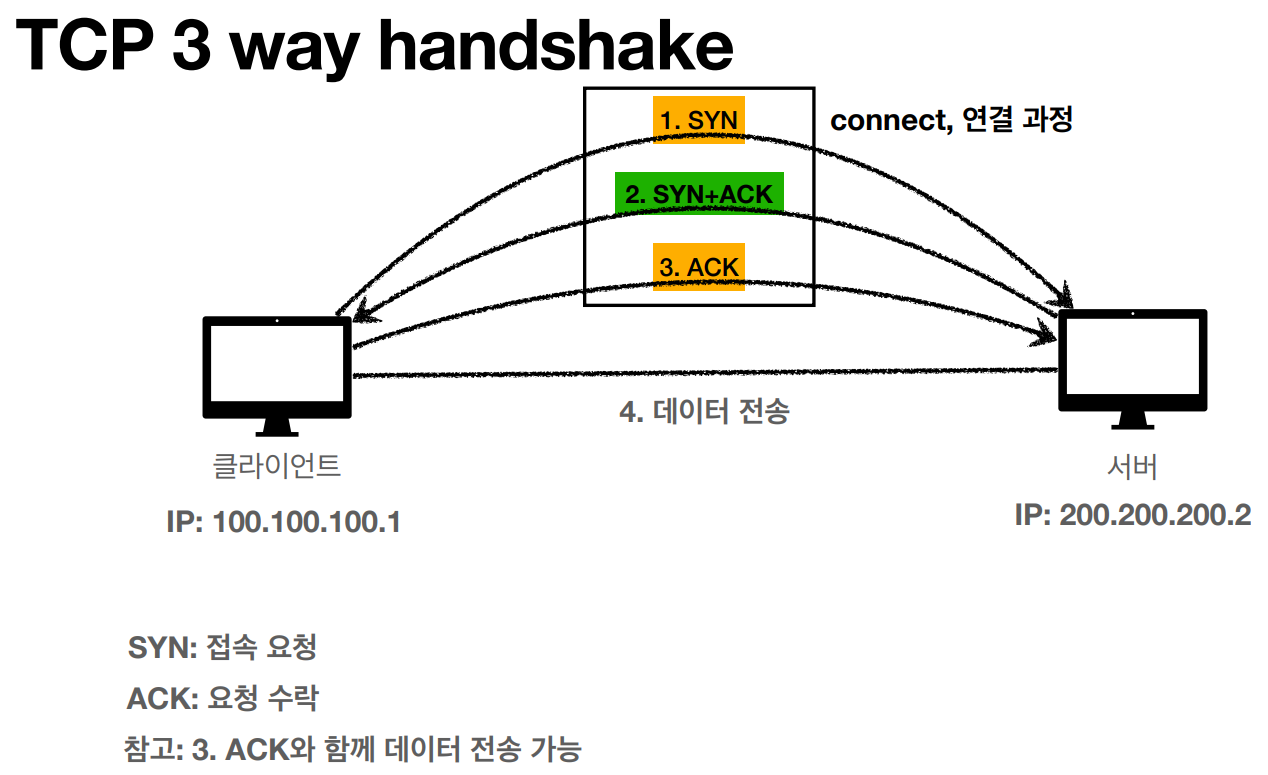 TCP 3 way handshake
1. SYN
connect, 연결 과정
2. SYN+ACK
3. ACK
4. 데이터 전송
클라이언트
서버
IP: 100.100.100.1
IP: 200.200.200.2
SYN: 접속 요청
ACK: 요청 수락
참고: 3. ACK와 함께 데이터 전송 가능